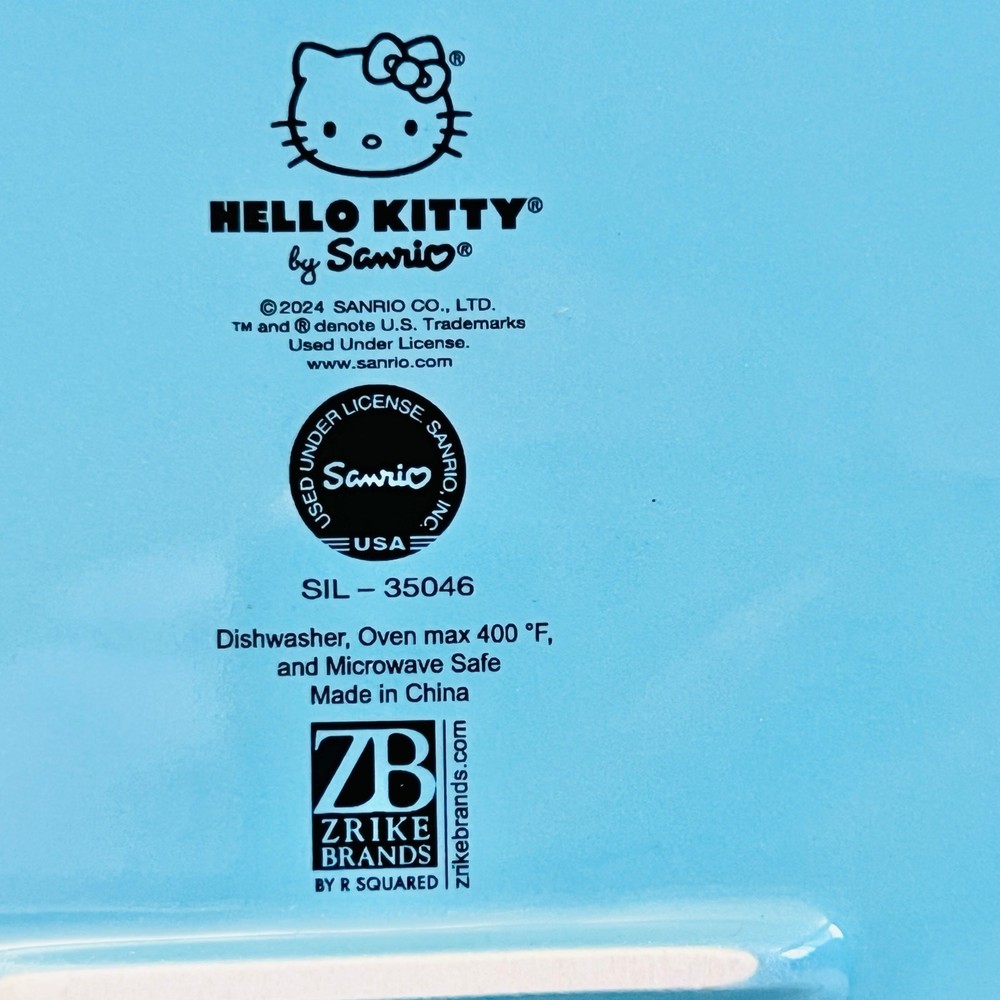 ®
HELLO KITTY®
by Sanrio®
©2024 SANRIO CO., LTD.
TM and ® denote U.S. Trademarks
Used Under License.
www.sanrio.com
USED UNDER LICENSE. SANRIO, INC.
Sanrio
USA
SIL – 35046
Dishwasher, Oven max 400 °F,
and Microwave Safe
Made in China
ZB
ZRIKE
BRANDS
BY R SQUARED
zrikebrands.com